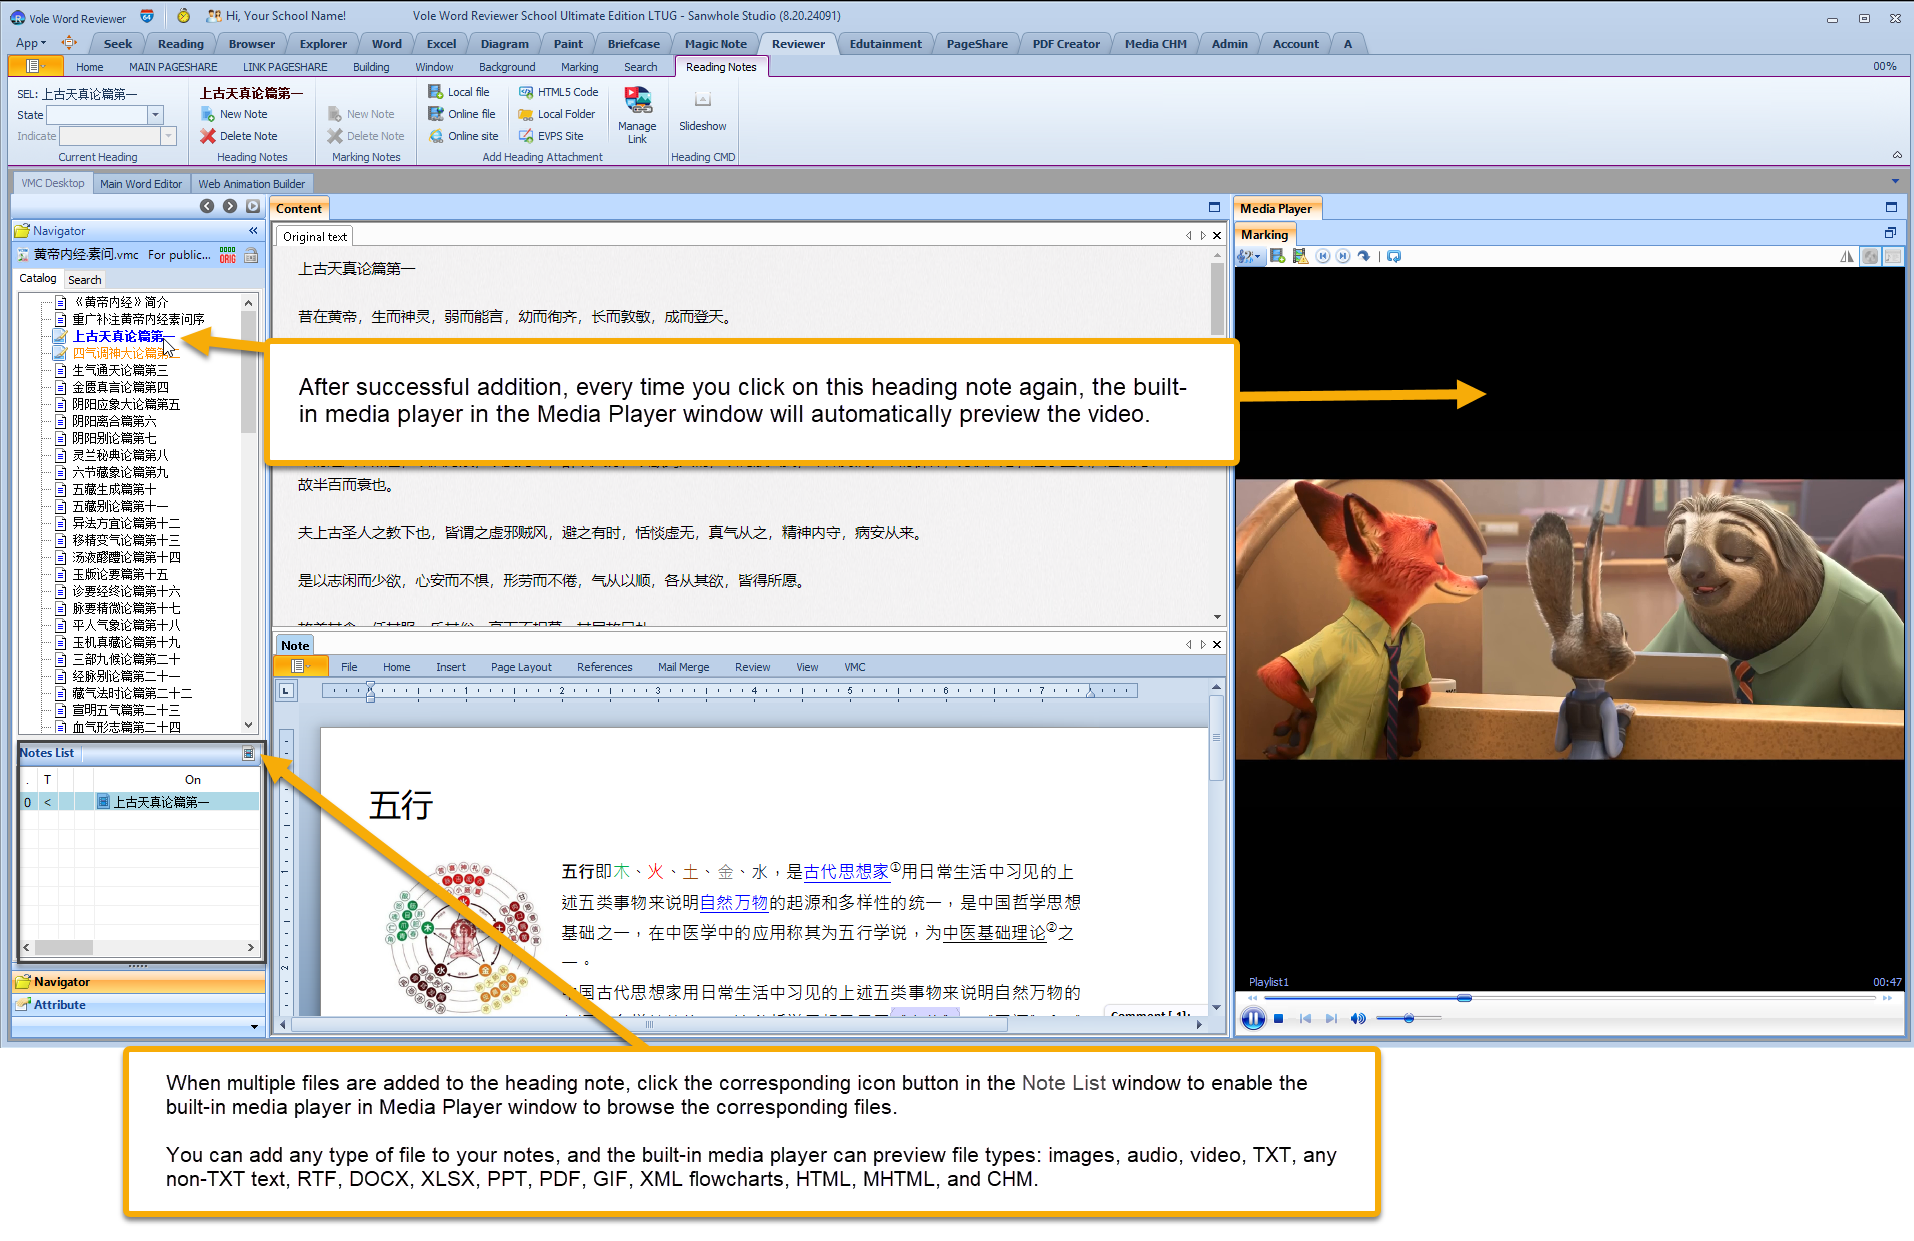 Vole Word Reviewer
Hi, Your School Name!
Vole Word Reviewer School Ultimate Edition LTUG - Sanwhole Studio (8.20.24091)
App Seek Reading Browser Explorer Word Excel Diagram Paint Briefcase Magic Note Reviewer Edutainment PageShare PDF Creator Media CHM Admin Account A
Home MAIN PAGESHARE LINK PAGESHARE Building Window Background Marking Search Reading Notes 00%
SEL: 上古天真论篇第一
State
Indicate
Current Heading
上古天真论篇第一
New Note
Delete Note
Heading Notes
New Note
Delete Note
Marking Notes
Local file
Online file
Online site
HTML5 Code
Local Folder
EVPS Site
Add Heading Attachment
Manage
Link
Slideshow
Heading CMD
VMC Desktop Main Word Editor Web Animation Builder
Navigator
黄帝内经·素问.vmc For public...
ORIG
Catalog Search
《黄帝内经》简介
重广补注黄帝内经素问序
上古天真论篇第一
四气调神大论篇第二
生气通天论篇第三
金匮真言论篇第四
阴阳应象大论篇第五
阴阳离合篇第六
阴阳别论篇第七
灵兰秘典论篇第八
六节藏象论篇第九
五藏生成篇第十
五藏别论篇第十一
异法方宜论篇第十二
移精变气论篇第十三
汤液醪醴论篇第十四
玉版论要篇第十五
诊要经终论篇第十六
脉要精微论篇第十七
平人气象论篇第十八
玉机真藏论篇第十九
三部九候论篇第二十
经脉别论篇第二十一
藏气法时论篇第二十二
宣明五气篇第二十三
血气形志篇第二十四
Notes List
. T On
0 < 上古天真论篇第一
Navigator
Attribute
Content
Original text
上古天真论篇第一
昔在黄帝，生而神灵，弱而能言，幼而徇齐，长而敦敏，成而登天。
After successful addition, every time you click on this heading note again, the built-
in media player in the Media Player window will automatically preview the video.
故半百而衰也。
夫上古圣人之教下也，皆谓之虚邪贼风，避之有时，恬惔虚无，真气从之，精神内守，病安从来。
是以志闲而少欲，心安而不惧，形劳而不倦，气从以顺，各从其欲，皆得所愿。
Note
File Home Insert Page Layout References Mail Merge Review View VMC
1 2 3 4 5 6 7
五行
五行即木、火、土、金、水，是古代思想家①用日常生活中习见的上
述五类事物来说明自然万物的起源和多样性的统一，是中国哲学思想
基础之一，在中医学中的应用称其为五行学说，为中医基础理论②之
一。
中国古代思想家用日常生活中习见的上述五类事物来说明自然万物的
Media Player
Marking
Playlist1
00:47
When multiple files are added to the heading note, click the corresponding icon button in the Note List window to enable the
built-in media player in Media Player window to browse the corresponding files.
You can add any type of file to your notes, and the built-in media player can preview file types: images, audio, video, TXT, any
non-TXT text, RTF, DOCX, XLSX, PPT, PDF, GIF, XML flowcharts, HTML, MHTML, and CHM.